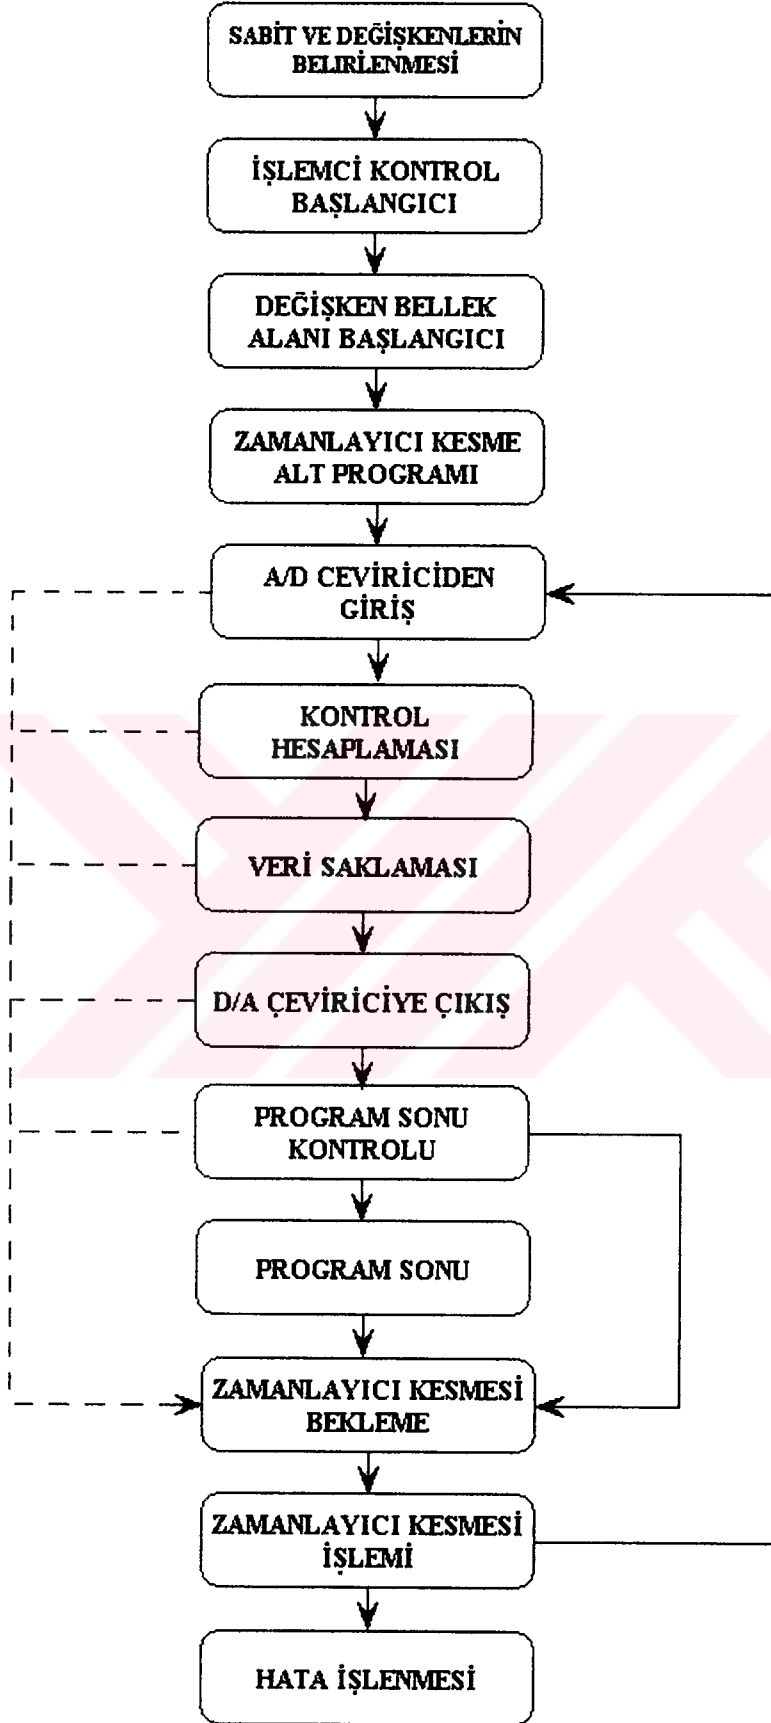 SABİT VE DEĞİŞKENLERİN
BELIRLENMESİ
İŞLEMCİ KONTROL
BAŞLANGICI
DEĞİŞKEN BELLEK
ALANI BAŞLANGICI
ZAMANLAYICI KESME
ALT PROGRAMI
A/D CEVİRİCİDEN
GİRİŞ
KONTROL
HESAPLAMASI
VERİ SAKLAMASI
D/A ÇEVİRİCİYE ÇIKIŞ
PROGRAM SONU
KONTROLU
PROGRAM SONU
ZAMANLAYICI KESMESİ
BEKLEME
ZAMANLAYICI KESMESİ
İŞLEMİ
HATA İŞLENMESİ